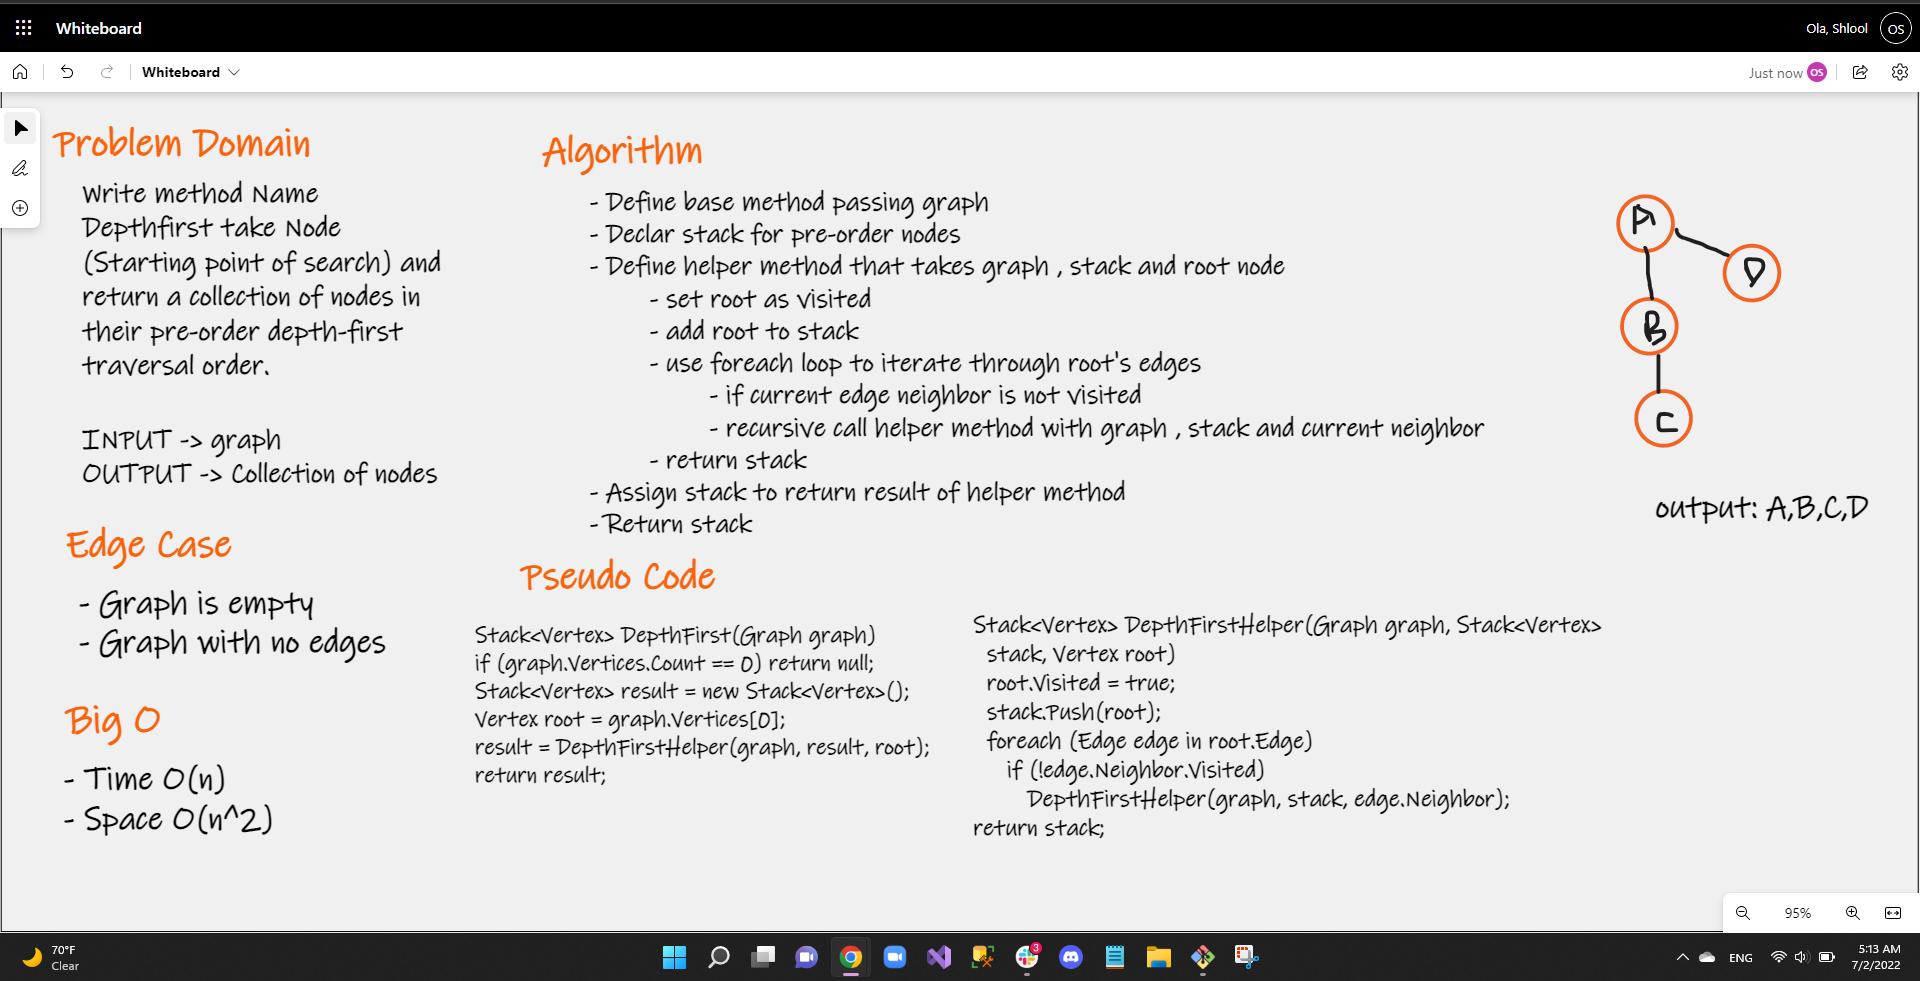 Whiteboard
Ola, Shlool
OS
Whiteboard
Just now
OS
Problem Domain
Write method Name
Depthfirst take Node
(Starting point of search) and
return a collection of nodes in
their pre-order depth-first
traversal order.
INPUT -> graph
OUTPUT -> Collection of nodes
Edge Case
- Graph is empty
- Graph with no edges
Big O
- Time O(n)
- Space O(n^2)
Algorithm
- Define base method passing graph
- Declar stack for pre-order nodes
- Define helper method that takes graph , stack and root node
- set root as visited
- add root to stack
- use foreach loop to iterate through root's edges
- if current edge neighbor is not visited
- recursive call helper method with graph , stack and current neighbor
- return stack
- Assign stack to return result of helper method
- Return stack
Pseudo Code
Stack<Vertex> DepthFirst(Graph graph)
if (graph.Vertices.Count == 0) return null;
Stack<Vertex> result = new Stack<Vertex>();
Vertex root = graph.Vertices[0];
result = DepthFirstHelper(graph, result, root);
return result;
Stack<Vertex> DepthFirstHelper(Graph graph, Stack<Vertex>
stack, Vertex root)
root.Visited = true;
stack.Push(root);
foreach (Edge edge in root.Edge)
if (!edge.Neighbor.Visited)
DepthFirstHelper(graph, stack, edge.Neighbor);
return stack;
A
D
B
C
output: A,B,C,D
95%
70°F
Clear
3
ENG
5:13 AM
7/2/2022